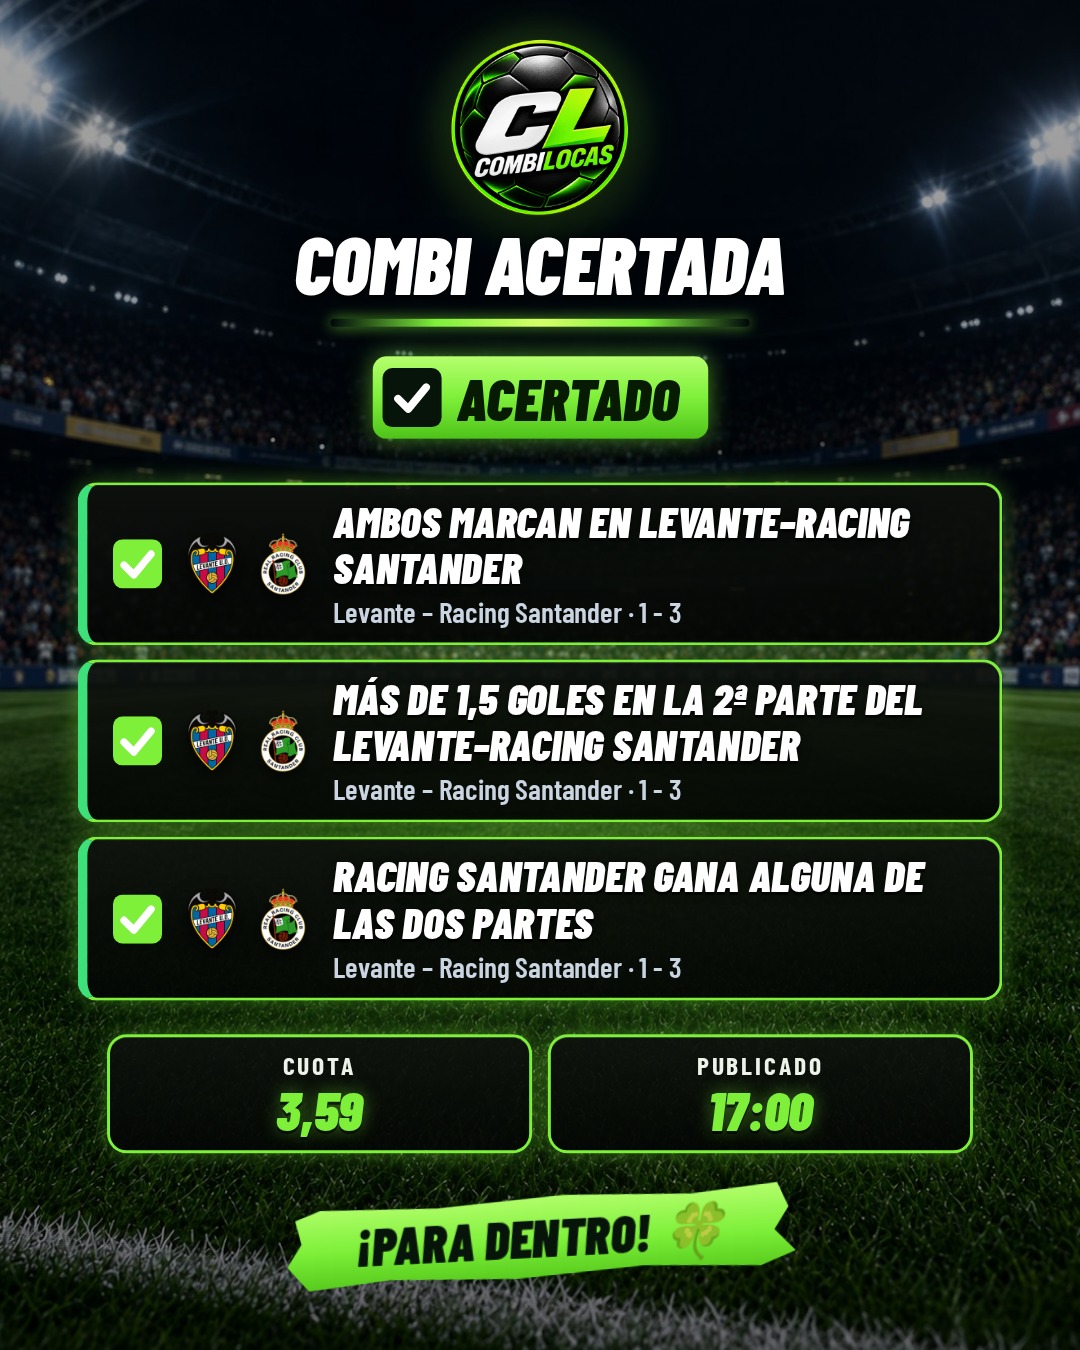 CL
COMBILOCAS
COMBI ACERTADA
ACERTADO
AMBOS MARCAN EN LEVANTE-RACING
SANTANDER
Levante - Racing Santander · 1 - 3
MÁS DE 1,5 GOLES EN LA 2ª PARTE DEL
LEVANTE-RACING SANTANDER
Levante - Racing Santander · 1 - 3
RACING SANTANDER GANA ALGUNA DE
LAS DOS PARTES
Levante - Racing Santander · 1 - 3
CUOTA
3,59
PUBLICADO
17:00
¡PARA DENTRO! 🍀